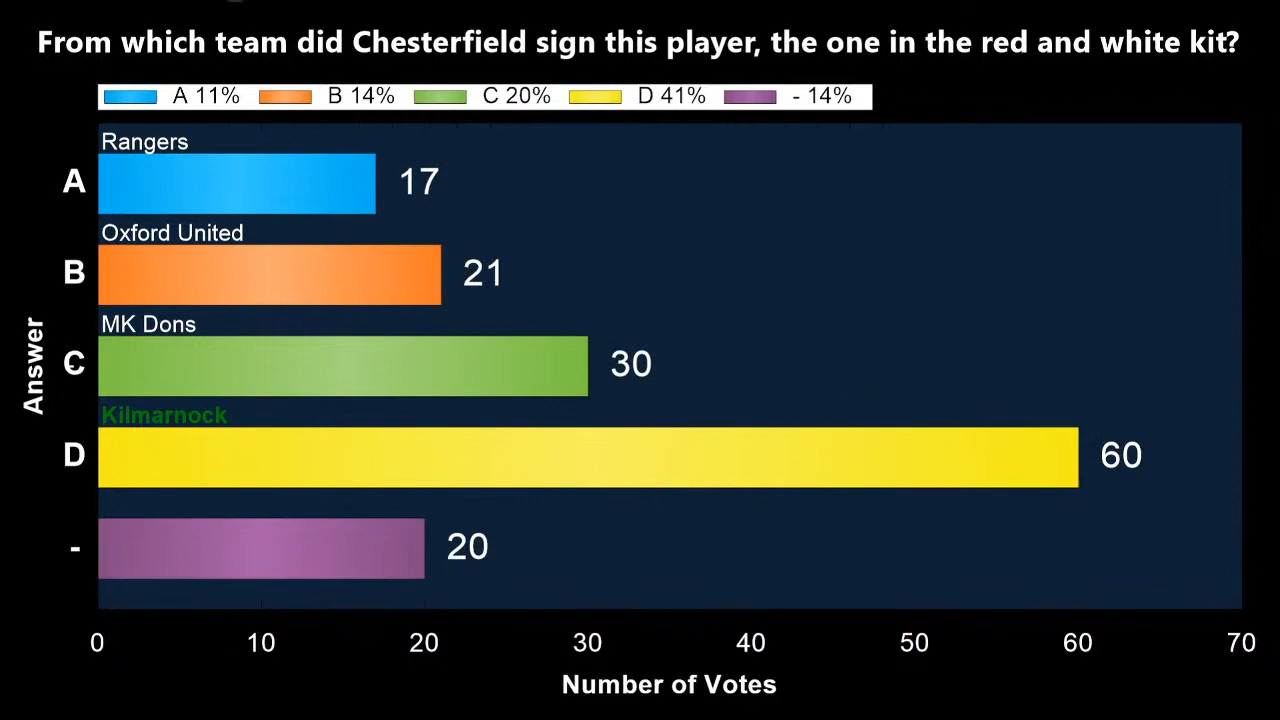 From which team did Chesterfield sign this player, the one in the red and white kit?
A 11% B 14% C 20% D 41% - 14%
Rangers
A 17
Oxford United
B 21
MK Dons
C 30
Kilmarnock
D 60
- 20
Answer
0 10 20 30 40 50 60 70
Number of Votes